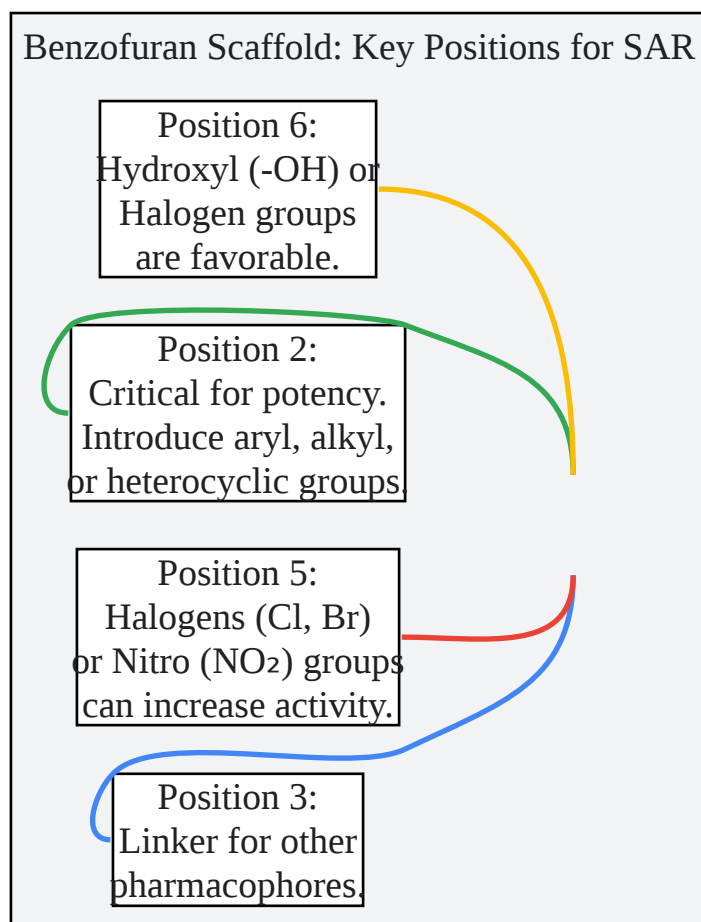 Benzofuran Scaffold: Key Positions for SAR
Position 6:
Hydroxyl (-OH) or
Halogen groups
are favorable.
Position 2:
Critical for potency.
Introduce aryl, alkyl,
or heterocyclic groups.
Position 5:
Halogens (Cl, Br)
or Nitro (NO₂) groups
can increase activity.
Position 3:
Linker for other
pharmacophores.